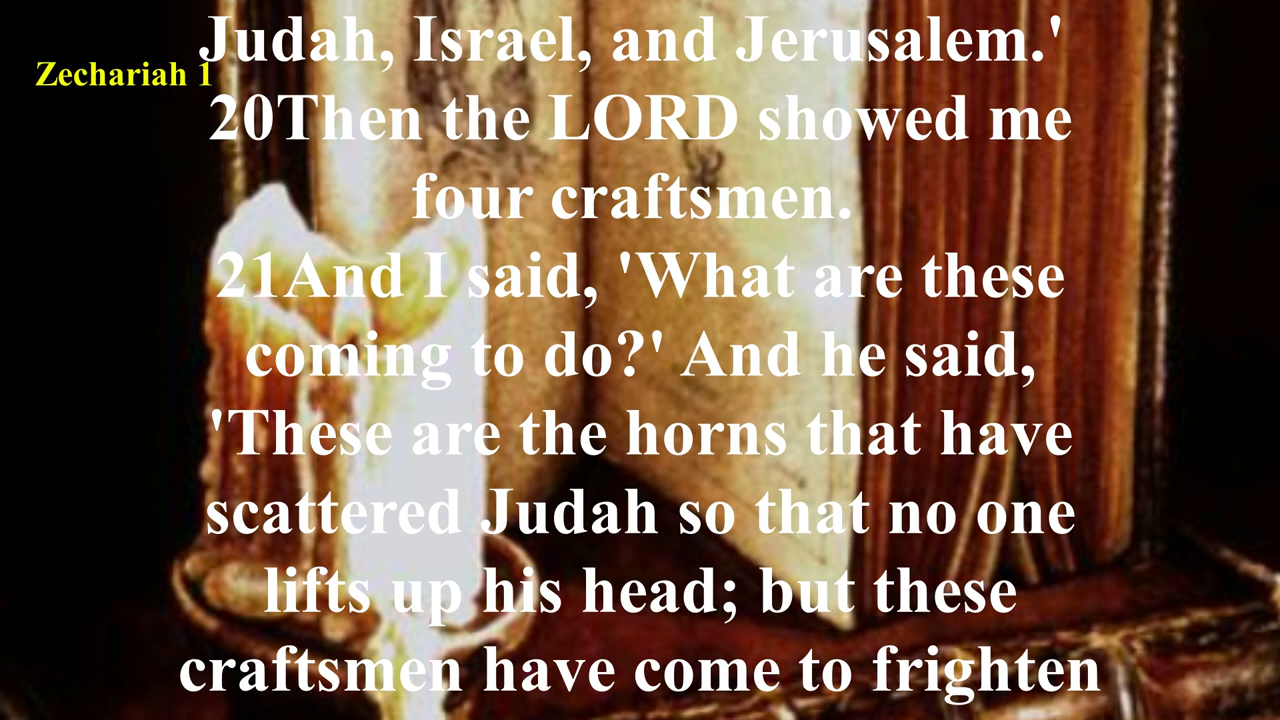 Zechariah 1
Judah, Israel, and Jerusalem.'
20Then the LORD showed me
four craftsmen.
21And I said, 'What are these
coming to do?' And he said,
'These are the horns that have
scattered Judah so that no one
lifts up his head; but these
craftsmen have come to frighten